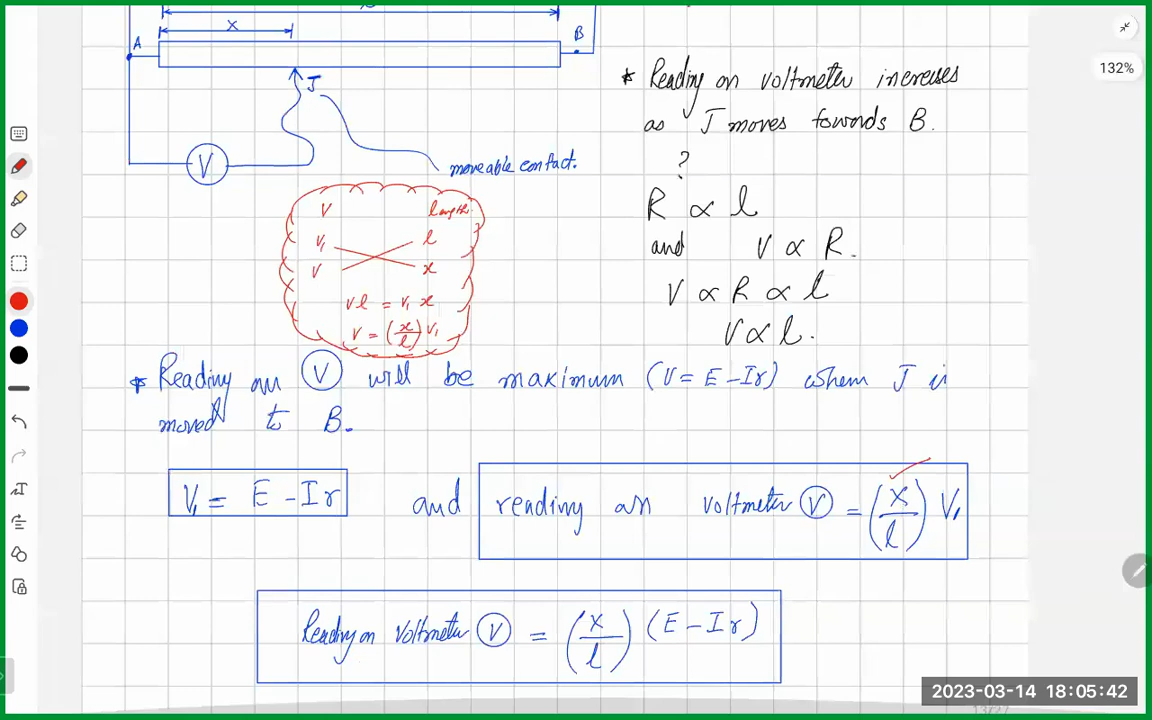 x
A
B
J
V
moveable contact.
* Reading on voltmeter increases
as J moves towards B.
?
R ∝ l
and V ∝ R.
V ∝ R ∝ l
V ∝ l.
V length
V₁ l
V x
Vl = V₁ x
V = (x/l) V₁
* Reading on V will be maximum (V = E - Ir) when J is
moved to B.
V₁ = E - Ir and reading on voltmeter V = (x/l) V₁
Reading on Voltmeter V = (x/l) (E - Ir)
132%
2023-03-14 18:05:42